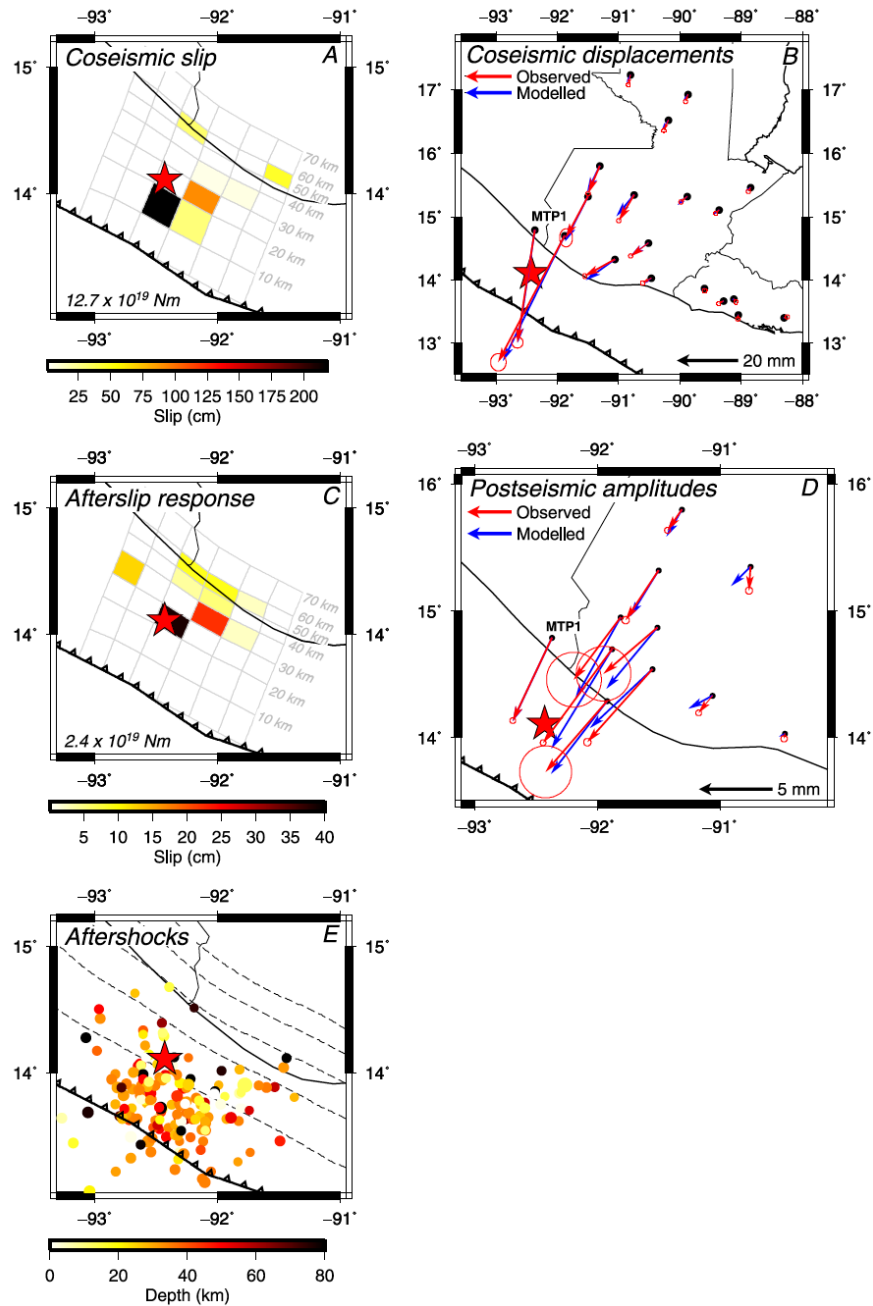 −93˚ −92˚ −91˚
Coseismic slip A
15˚
14˚
70 km
60 km
50 km
40 km
30 km
20 km
10 km
12.7 x 10¹⁹ Nm
−93˚ −92˚ −91˚
25 50 75 100 125 150 175 200
Slip (cm)
−93˚ −92˚ −91˚ −90˚ −89˚ −88˚
Coseismic displacements B
Observed
Modelled
17˚ 17˚
16˚ 16˚
15˚ 15˚
14˚ 14˚
13˚ 13˚
MTP1
20 mm
−93˚ −92˚ −91˚ −90˚ −89˚ −88˚
−93˚ −92˚ −91˚
Afterslip response C
15˚
14˚
70 km
60 km
50 km
40 km
30 km
20 km
10 km
2.4 x 10¹⁹ Nm
−93˚ −92˚ −91˚
5 10 15 20 25 30 35 40
Slip (cm)
−93˚ −92˚ −91˚
Postseismic amplitudes D
Observed
Modelled
16˚ 16˚
15˚ 15˚
14˚ 14˚
MTP1
5 mm
−93˚ −92˚ −91˚
−93˚ −92˚ −91˚
Aftershocks E
15˚
14˚
−93˚ −92˚ −91˚
0 20 40 60 80
Depth (km)